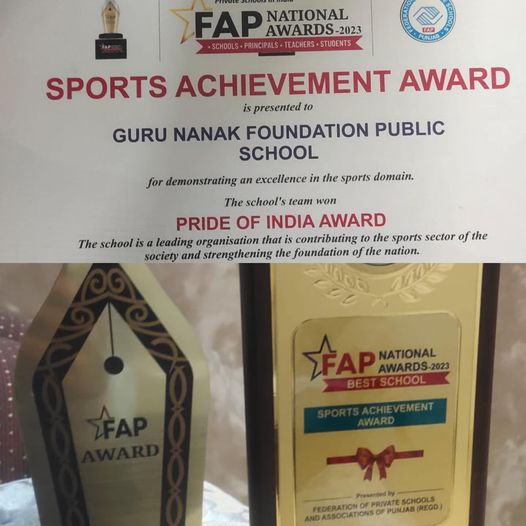 Private Schools in India
FAP NATIONAL
AWARDS-2023
• SCHOOLS • PRINCIPALS • TEACHERS • STUDENTS
FAP
PUNJAB
SPORTS ACHIEVEMENT AWARD
is presented to
GURU NANAK FOUNDATION PUBLIC
SCHOOL
for demonstrating an excellence in the sports domain.
The school's team won
PRIDE OF INDIA AWARD
The school is a leading organisation that is contributing to the sports sector of the
society and strengthening the foundation of the nation.
FAP
AWARD
FAP NATIONAL
AWARDS-2023
BEST SCHOOL
SPORTS ACHIEVEMENT
AWARD
Presented by
FEDERATION OF PRIVATE SCHOOLS
AND ASSOCIATIONS OF PUNJAB (REGD.)